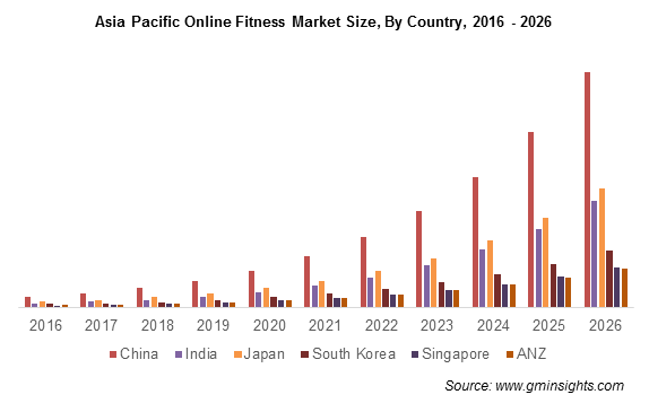 Asia Pacific Online Fitness Market Size, By Country, 2016 - 2026
2016 2017 2018 2019 2020 2021 2022 2023 2024 2025 2026
China India Japan South Korea Singapore ANZ
Source: www.gminsights.com